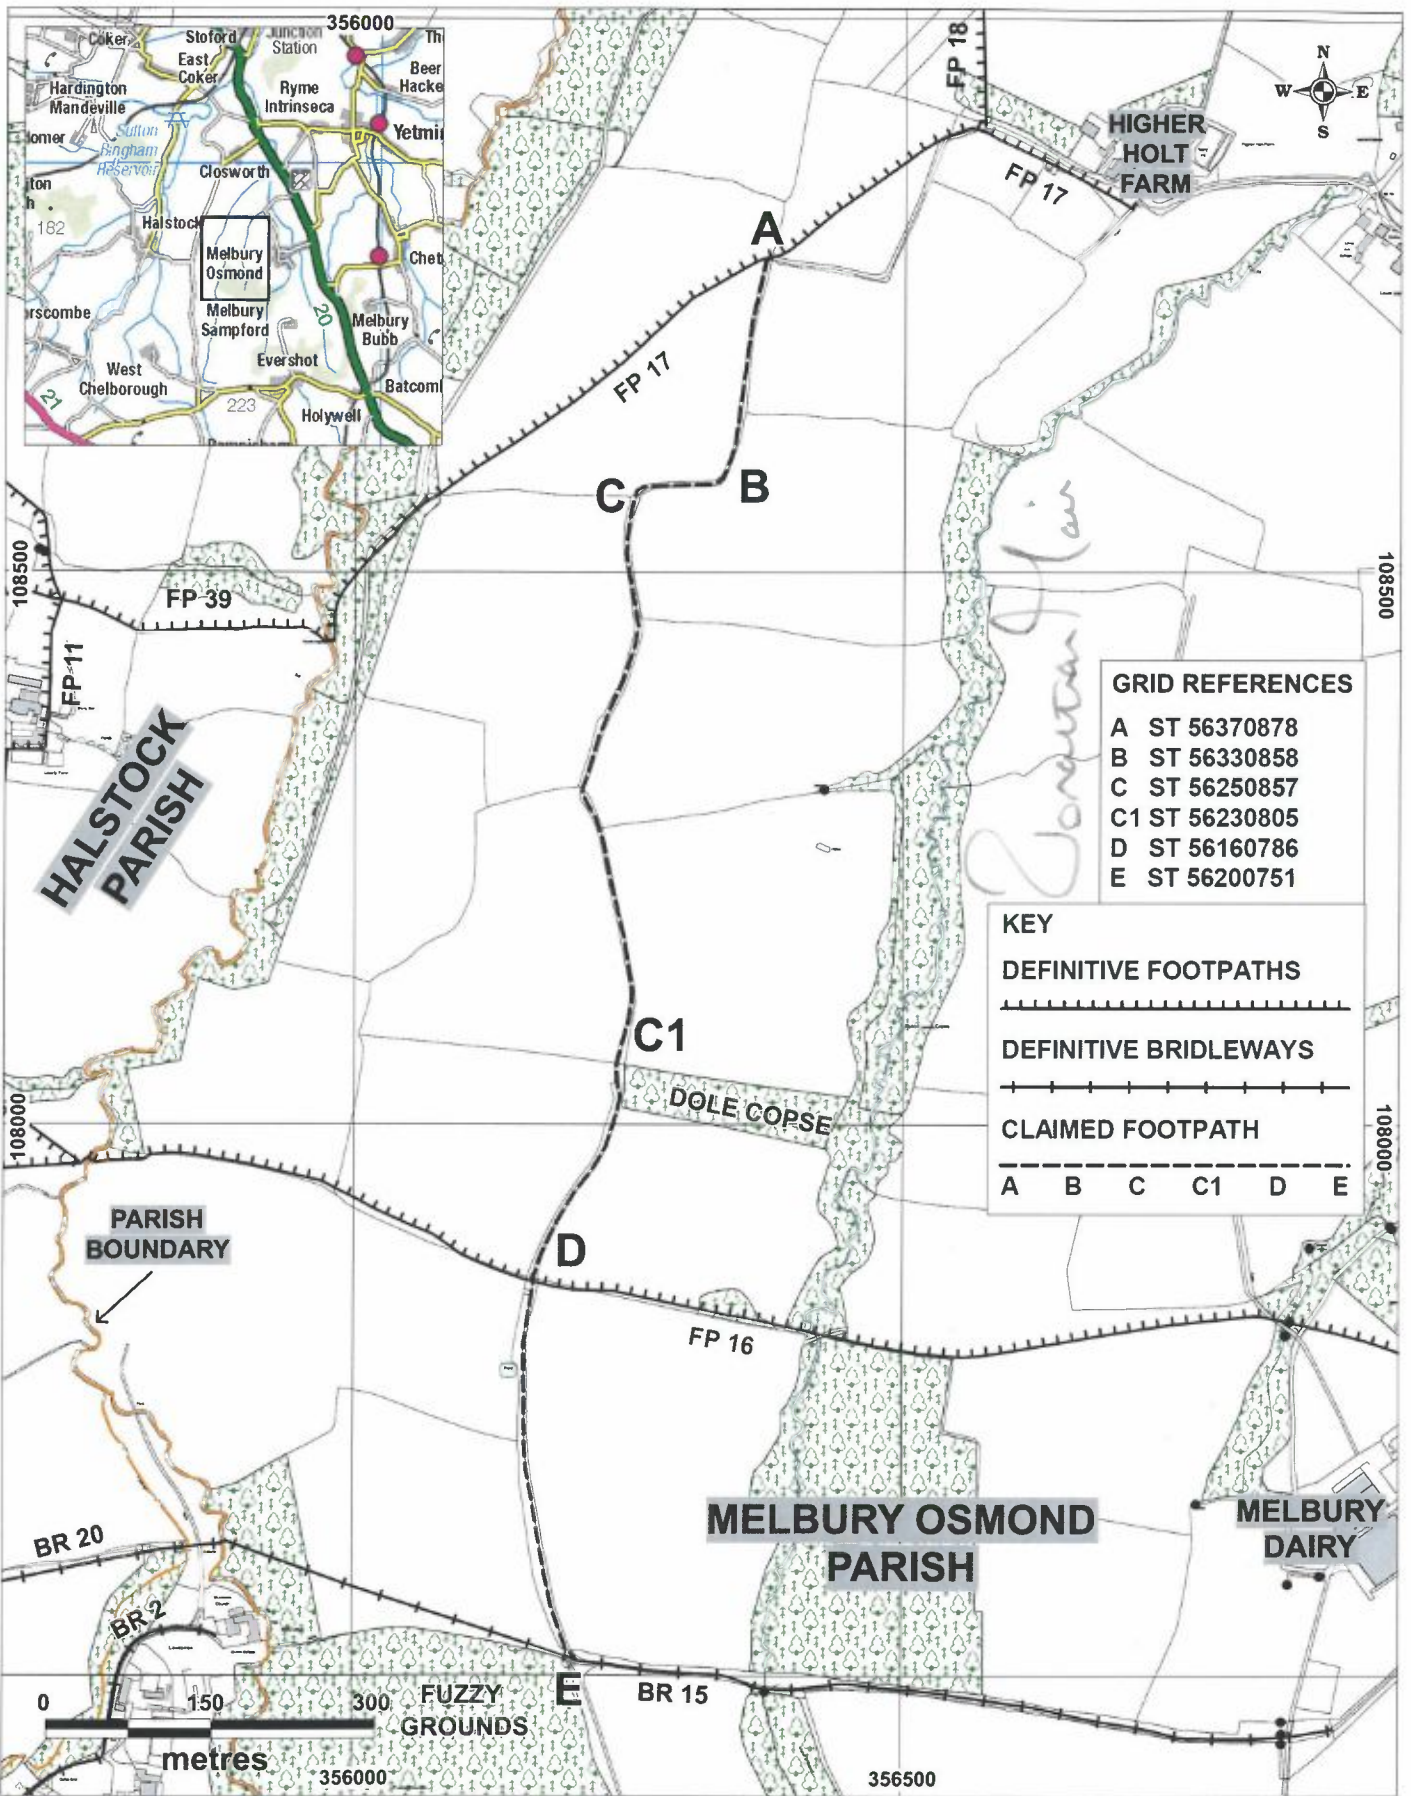 356000
Coker
Stoford
Junction
Station
East
Coker
Hardington
Mandeville
Ryme
Intrinseca
Beer
Hacke
Sutton
Bingham
Reservoir
Yetmi
Closworth
182
Halstock
Melbury
Osmond
Chet
Melbury
Sampford
20
Melbury
Bubb
rscombe
Evershot
West
Chelborough
Batcoml
21
223
Holywell
FP 18
N
W E
S
HIGHER
HOLT
FARM
FP 17
A
FP 17
C
B
108500
108500
FP 39
FP 11
HALSTOCK
PARISH
GRID REFERENCES
A ST 56370878
B ST 56330858
C ST 56250857
C1 ST 56230805
D ST 56160786
E ST 56200751
KEY
DEFINITIVE FOOTPATHS
DEFINITIVE BRIDLEWAYS
CLAIMED FOOTPATH
A B C C1 D E
C1
DOLE COPSE
108000
108000
PARISH
BOUNDARY
D
FP 16
MELBURY OSMOND
PARISH
MELBURY
DAIRY
BR 20
BR 2
E
BR 15
FUZZY
GROUNDS
0 150 300
metres
356000
356500